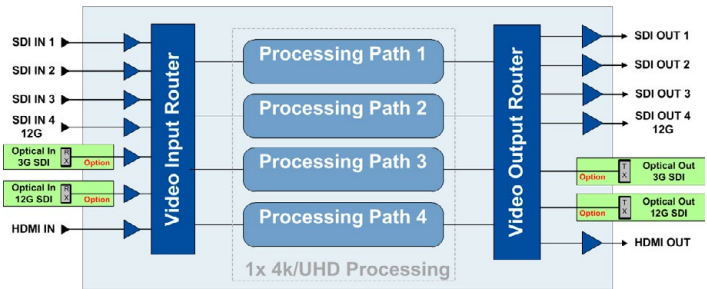 SDI IN 1
SDI IN 2
SDI IN 3
SDI IN 4
12G
Optical In
3G SDI
R
X
Option
Optical In
12G SDI
R
X
Option
HDMI IN
Video Input Router
Processing Path 1
Processing Path 2
Processing Path 3
Processing Path 4
1x 4k/UHD Processing
Video Output Router
SDI OUT 1
SDI OUT 2
SDI OUT 3
SDI OUT 4
12G
Option
T
X
Optical Out
3G SDI
Option
T
X
Optical Out
12G SDI
HDMI OUT